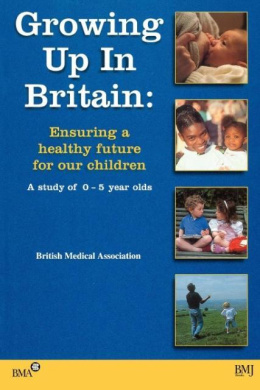 Growing
Up In
Britain:
Ensuring a
healthy future
for our children
A study of 0 - 5 year olds
British Medical Association
BMA
BMJ